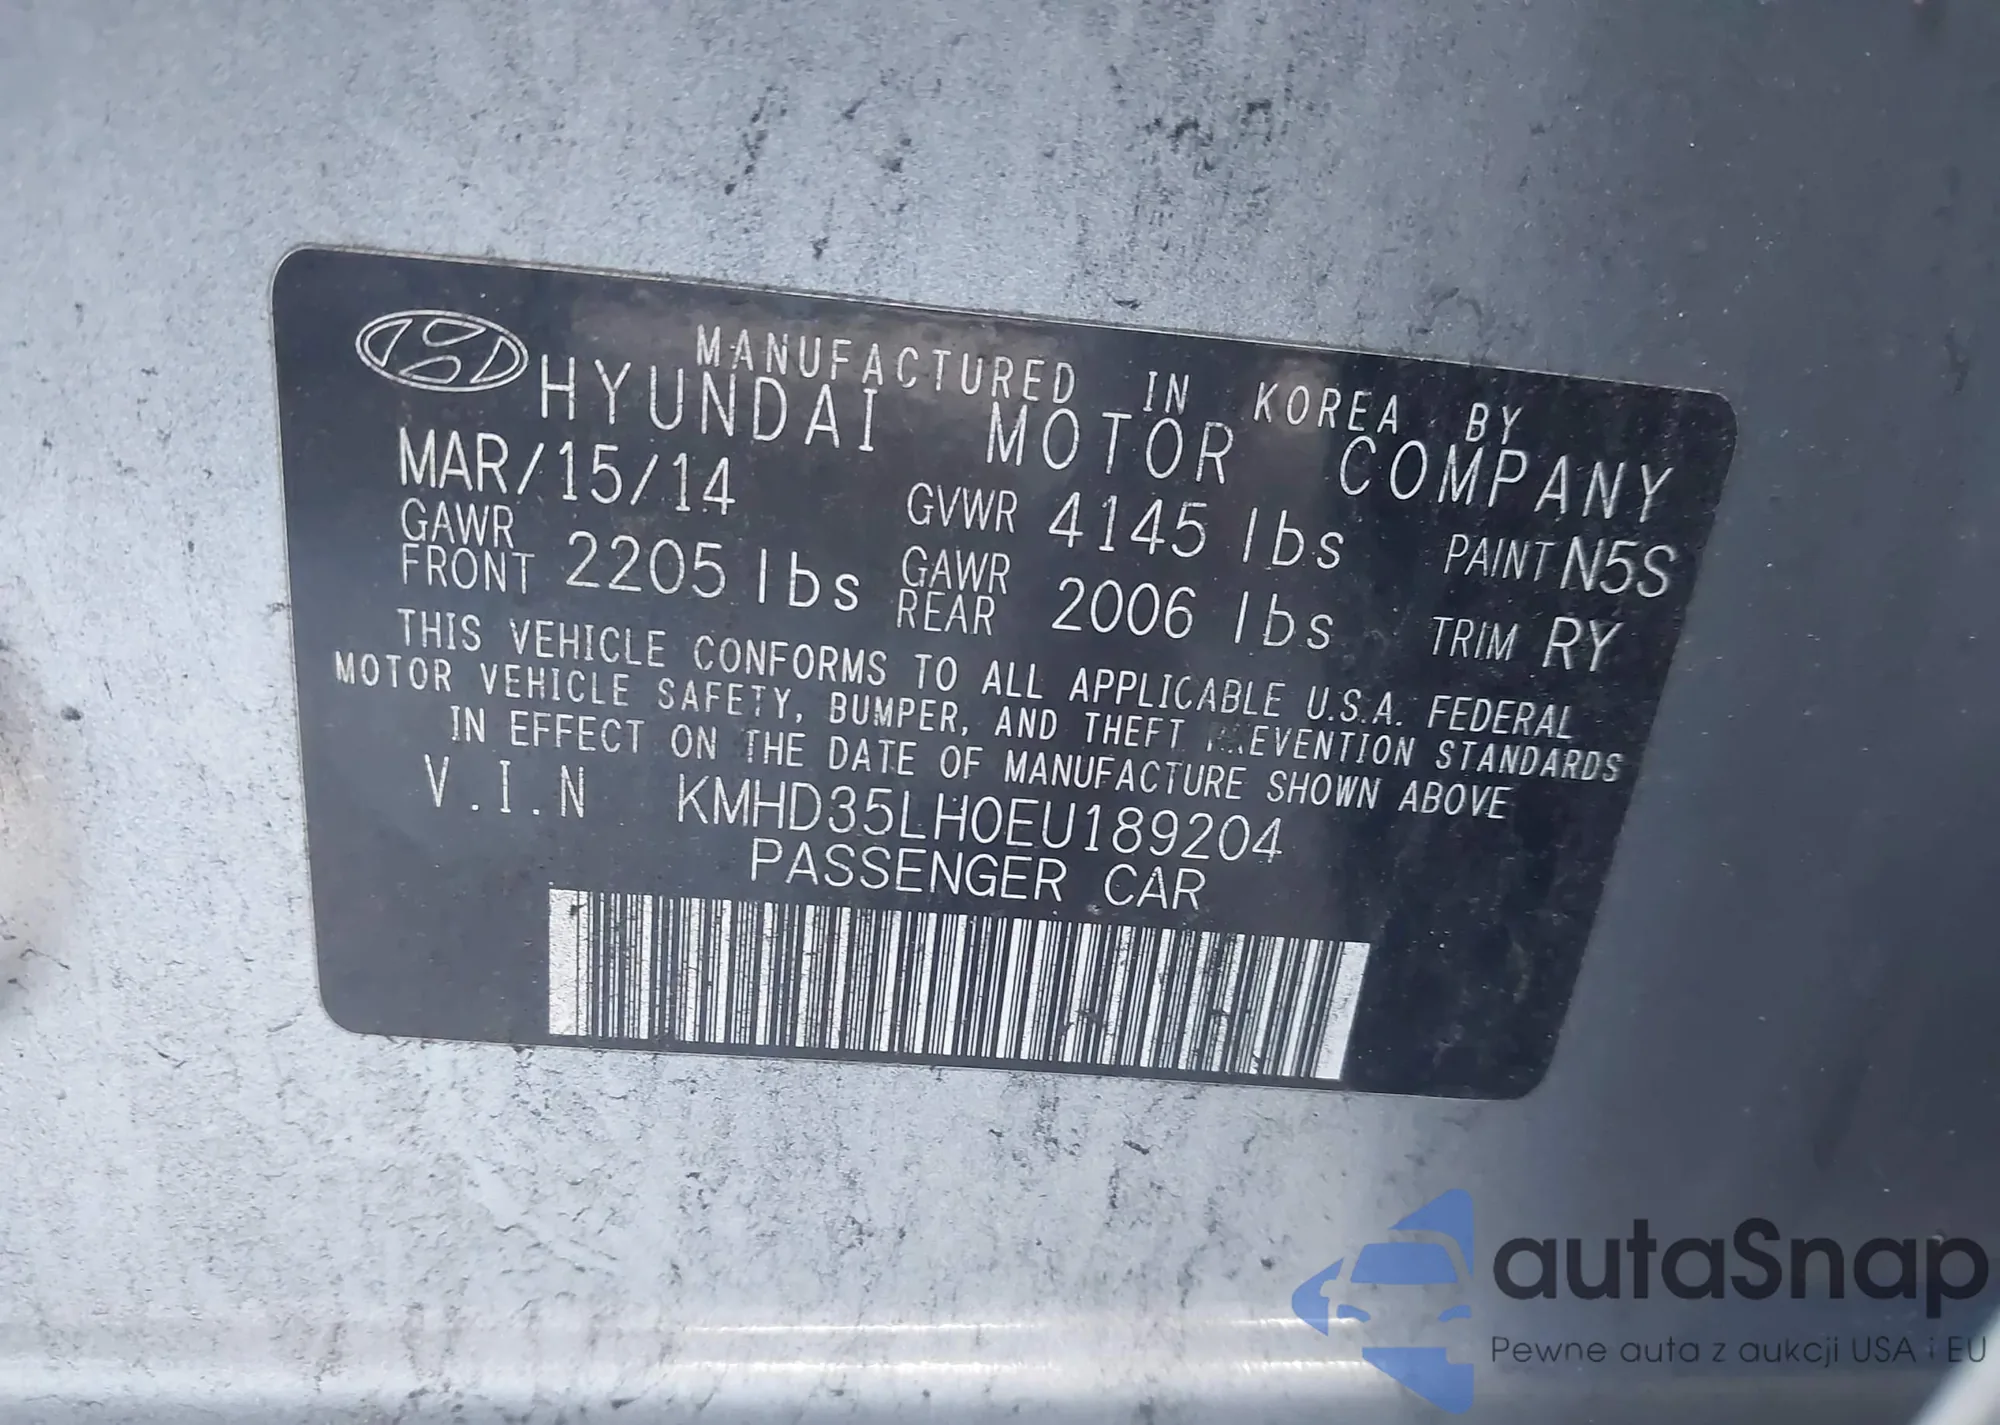 MANUFACTURED IN KOREA BY
HYUNDAI MOTOR COMPANY
MAR/15/14 GVWR 4145 lbs PAINT N5S
GAWR FRONT 2205 lbs GAWR REAR 2006 lbs TRIM RY
THIS VEHICLE CONFORMS TO ALL APPLICABLE U.S.A. FEDERAL
MOTOR VEHICLE SAFETY, BUMPER, AND THEFT PREVENTION STANDARDS
IN EFFECT ON THE DATE OF MANUFACTURE SHOWN ABOVE
V.I.N KMHD35LH0EU189204
PASSENGER CAR
autaSnap
Pewne auta z aukcji USA i EU